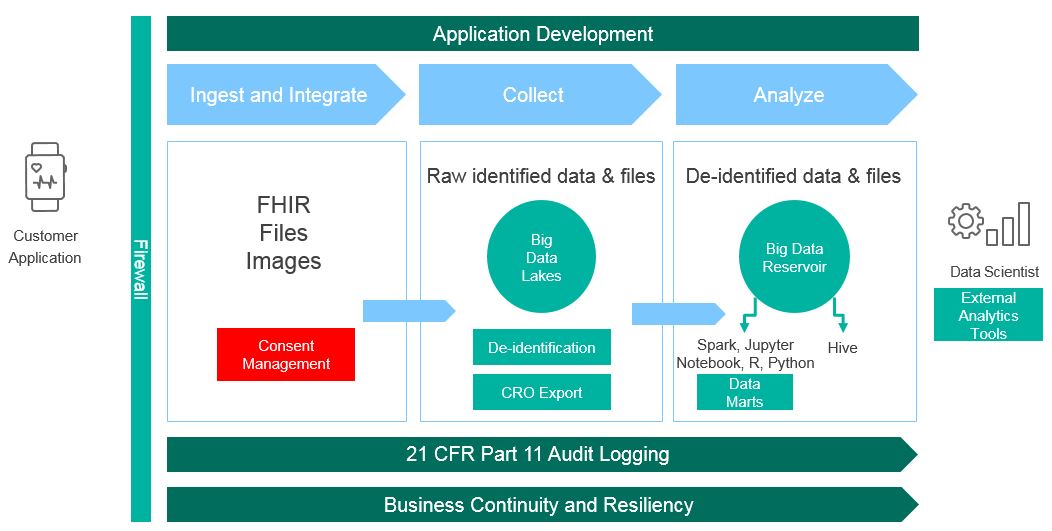 Application Development
Ingest and Integrate
Collect
Analyze
Customer
Application
Firewall
FHIR
Files
Images
Consent
Management
Raw identified data & files
Big
Data
Lakes
De-identification
CRO Export
De-identified data & files
Big Data
Reservoir
Spark, Jupyter
Notebook, R, Python
Hive
Data
Marts
Data Scientist
External
Analytics
Tools
21 CFR Part 11 Audit Logging
Business Continuity and Resiliency